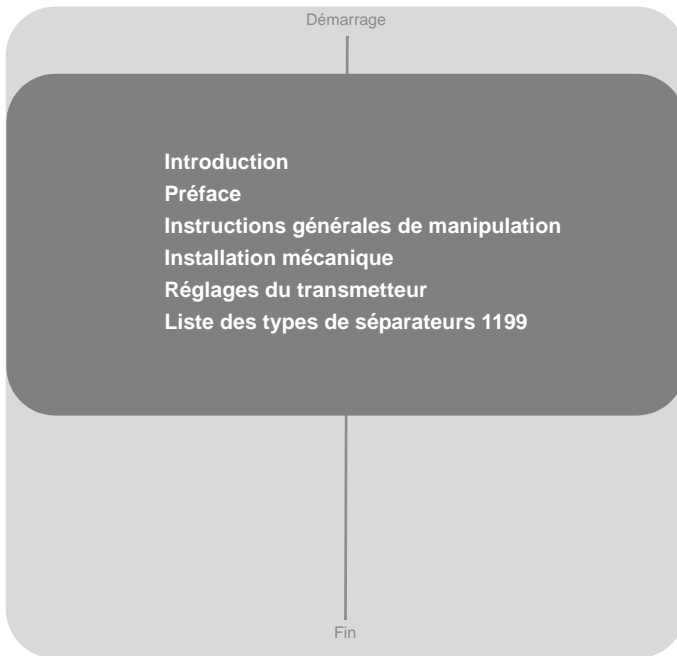 Démarrage
Introduction
Préface
Instructions générales de manipulation
Installation mécanique
Réglages du transmetteur
Liste des types de séparateurs 1199
Fin